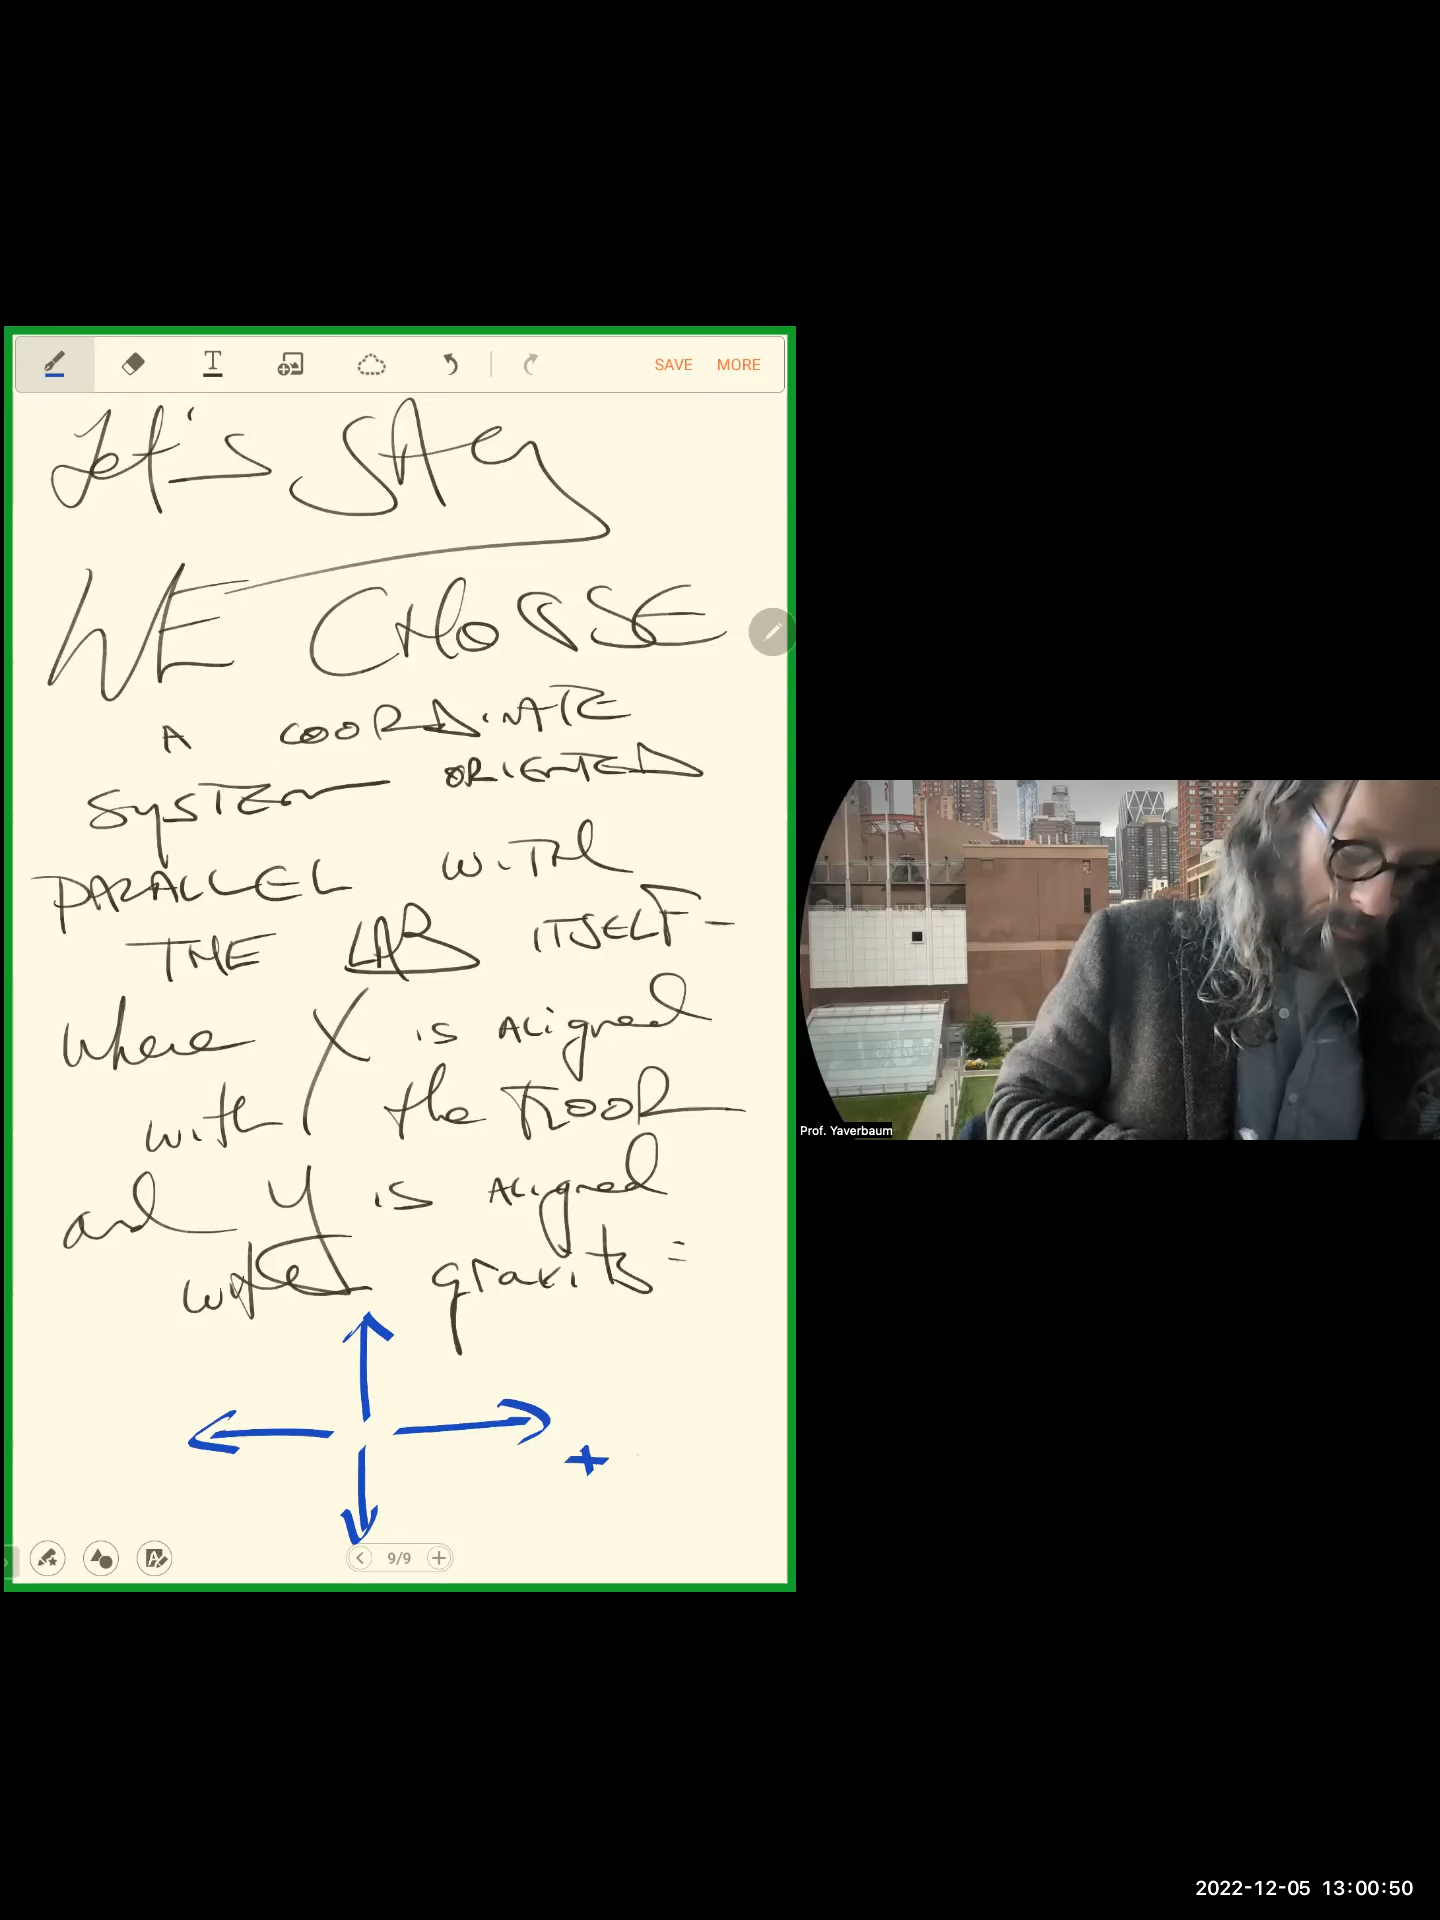 T
SAVE MORE
Let's say
WE CHOOSE
A COORDINATE
SYSTEM ORIENTED
PARALLEL WITH
THE LAB ITSELF-
where X is aligned
with the FLOOR
and y is aligned
with gravity =
+
9/9
Prof. Yaverbaum
2022-12-05 13:00:50